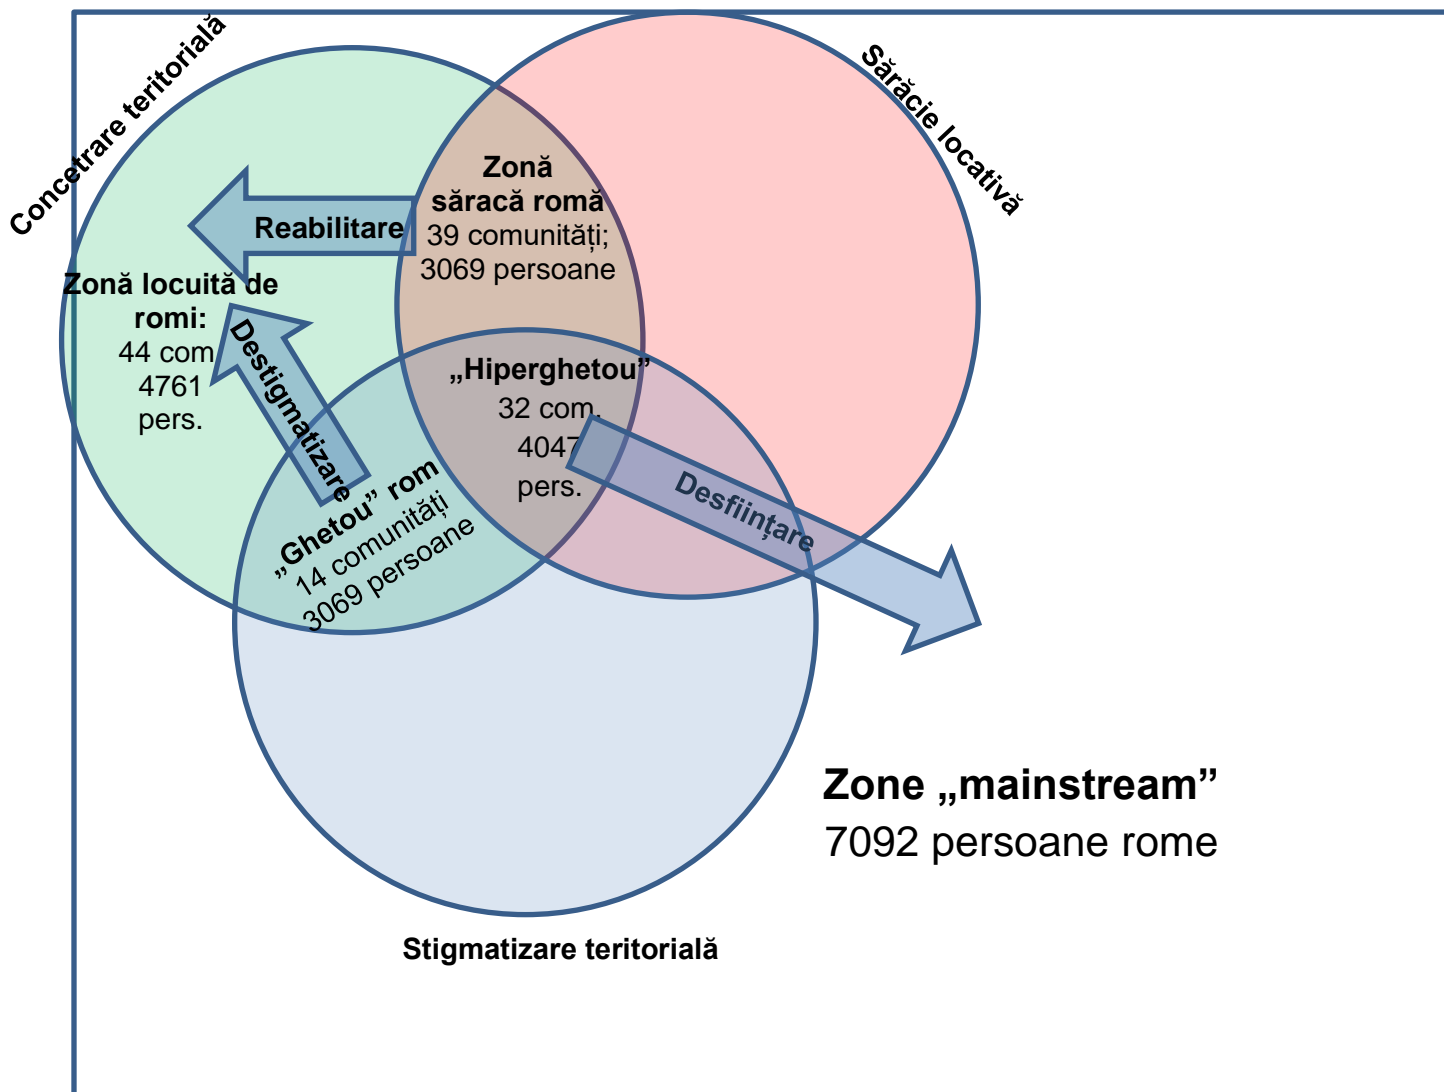 Concetrare teritorială
Sărăcie locativă
Zonă
săracă romă
39 comunități;
3069 persoane
Reabilitare
Zonă locuită de
romi:
44 com
4761
pers.
Destigmatizare
„Hiperghetou”
32 com.
4047
pers.
Desființare
„Ghetou” rom
14 comunități
3069 persoane
Zone „mainstream”
7092 persoane rome
Stigmatizare teritorială